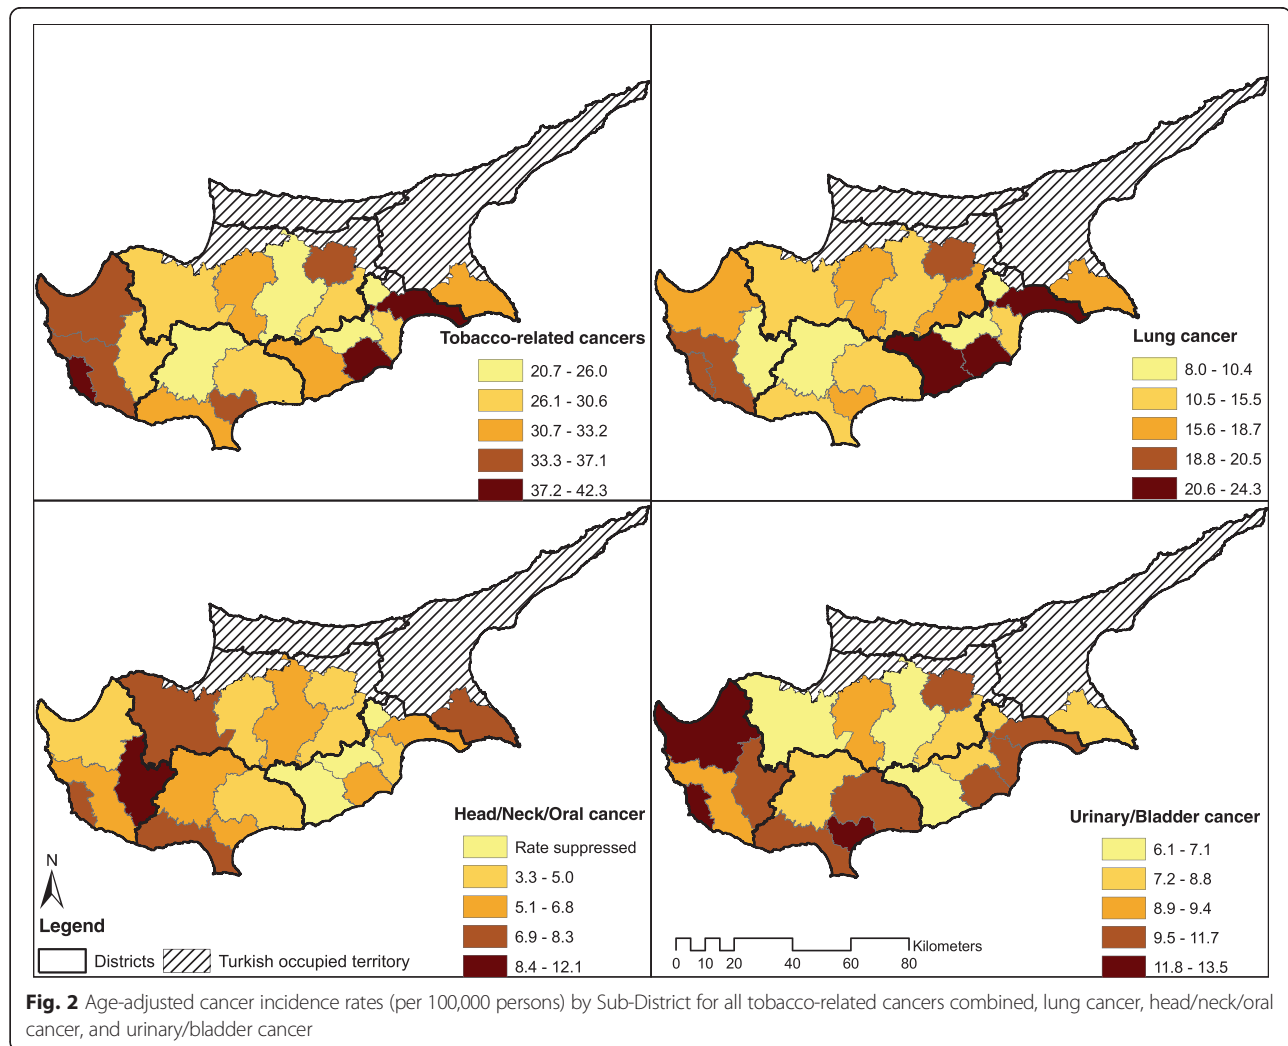 Tobacco-related cancers
20.7 - 26.0
26.1 - 30.6
30.7 - 33.2
33.3 - 37.1
37.2 - 42.3
Lung cancer
8.0 - 10.4
10.5 - 15.5
15.6 - 18.7
18.8 - 20.5
20.6 - 24.3
Head/Neck/Oral cancer
Rate suppressed
3.3 - 5.0
5.1 - 6.8
6.9 - 8.3
8.4 - 12.1
N
Legend
Districts
Turkish occupied territory
Urinary/Bladder cancer
6.1 - 7.1
7.2 - 8.8
8.9 - 9.4
9.5 - 11.7
11.8 - 13.5
Kilometers
0 10 20 40 60 80
Fig. 2 Age-adjusted cancer incidence rates (per 100,000 persons) by Sub-District for all tobacco-related cancers combined, lung cancer, head/neck/oral
cancer, and urinary/bladder cancer